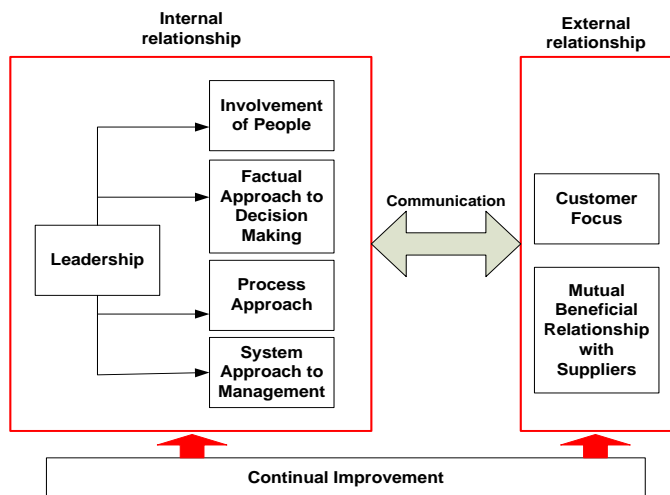 Internal
relationship
External
relationship
Involvement
of People
Factual
Approach to
Decision
Making
Leadership
Process
Approach
System
Approach to
Management
Communication
Customer
Focus
Mutual
Beneficial
Relationship
with
Suppliers
Continual Improvement